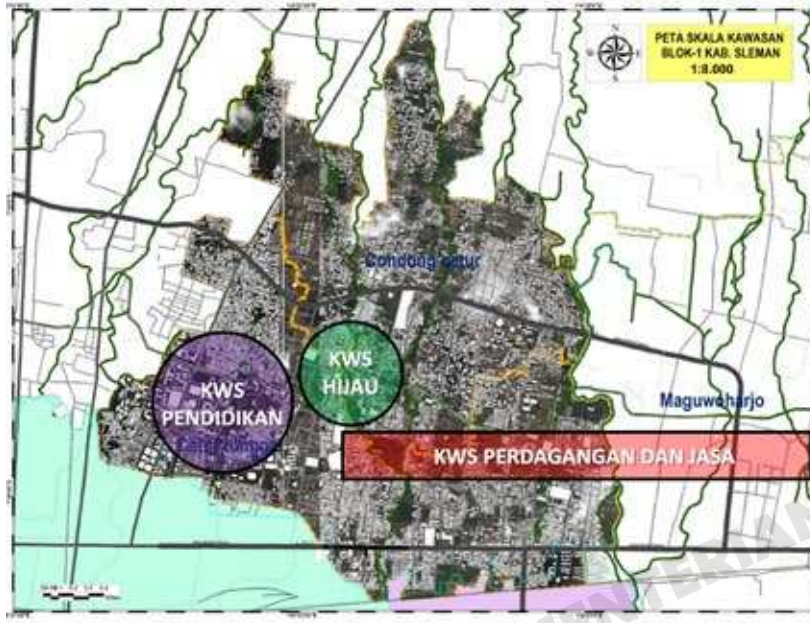 PETA SKALA KAWASAN
BLOK-1 KAB. SLEMAN
1:8.000
Condong catur
KWS
HIJAU
KWS
PENDIDIKAN
Maguwoharjo
KWS PERDAGANGAN DAN JASA